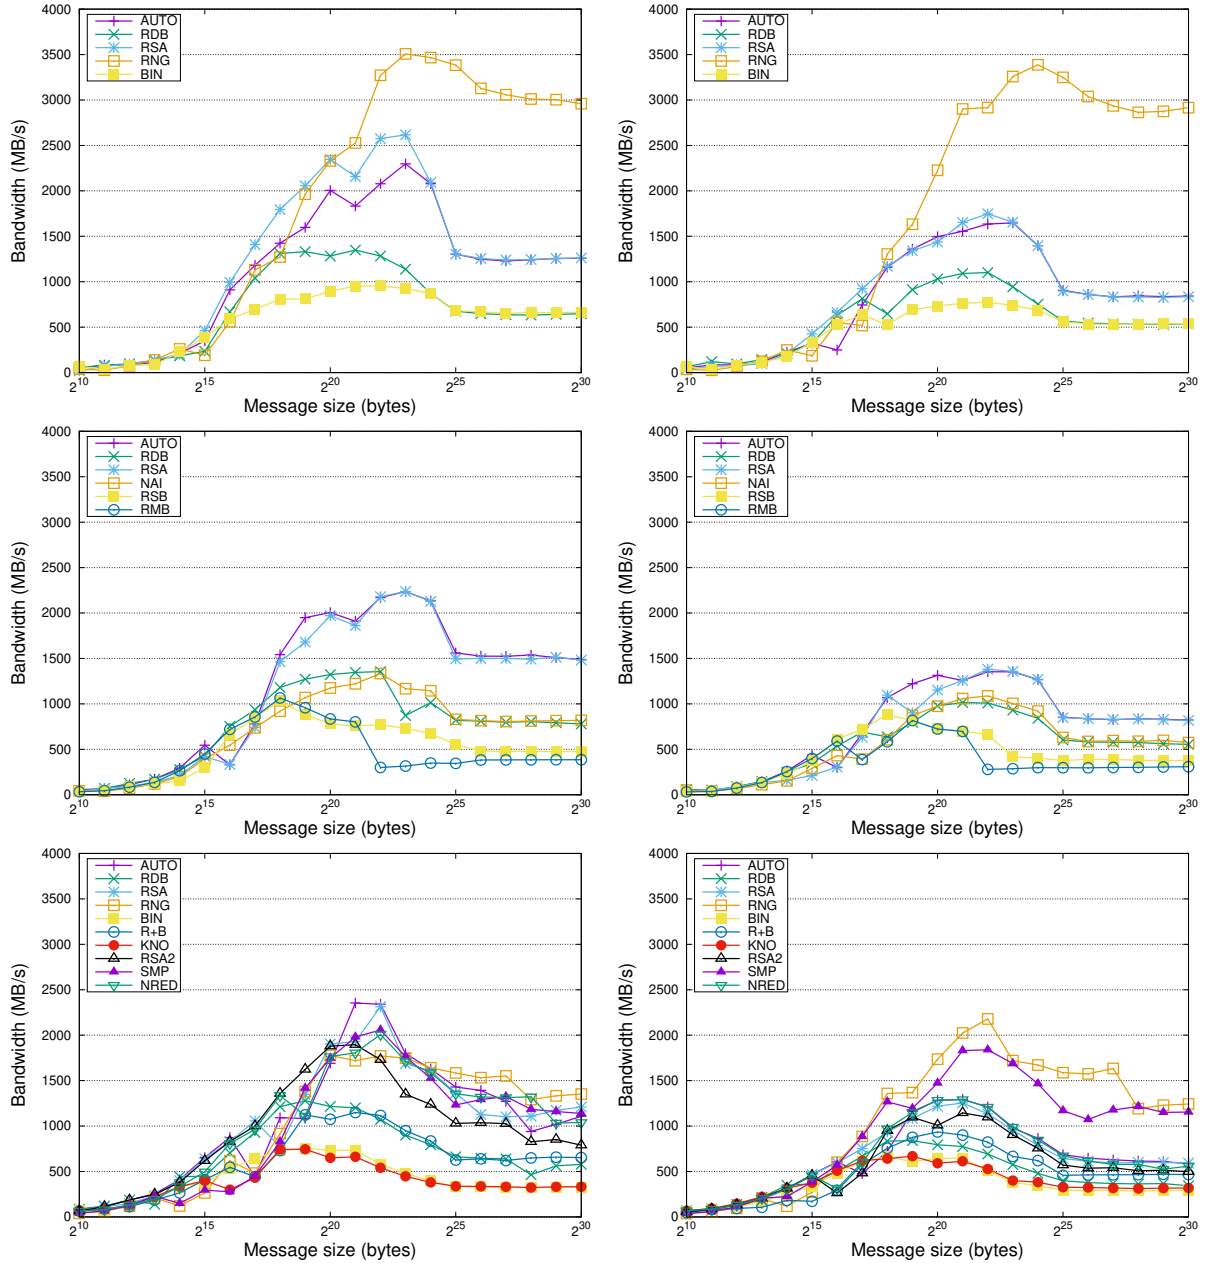 4000
3500
3000
2500
2000
1500
1000
500
0
Bandwidth (MB/s)
AUTO
RDB
RSA
RNG
BIN
2^10 2^15 2^20 2^25 2^30
Message size (bytes)
4000
3500
3000
2500
2000
1500
1000
500
0
Bandwidth (MB/s)
AUTO
RDB
RSA
RNG
BIN
2^10 2^15 2^20 2^25 2^30
Message size (bytes)
4000
3500
3000
2500
2000
1500
1000
500
0
Bandwidth (MB/s)
AUTO
RDB
RSA
NAI
RSB
RMB
2^10 2^15 2^20 2^25 2^30
Message size (bytes)
4000
3500
3000
2500
2000
1500
1000
500
0
Bandwidth (MB/s)
AUTO
RDB
RSA
NAI
RSB
RMB
2^10 2^15 2^20 2^25 2^30
Message size (bytes)
4000
3500
3000
2500
2000
1500
1000
500
0
Bandwidth (MB/s)
AUTO
RDB
RSA
RNG
BIN
R+B
KNO
RSA2
SMP
NRED
2^10 2^15 2^20 2^25 2^30
Message size (bytes)
4000
3500
3000
2500
2000
1500
1000
500
0
Bandwidth (MB/s)
AUTO
RDB
RSA
RNG
BIN
R+B
KNO
RSA2
SMP
NRED
2^10 2^15 2^20 2^25 2^30
Message size (bytes)